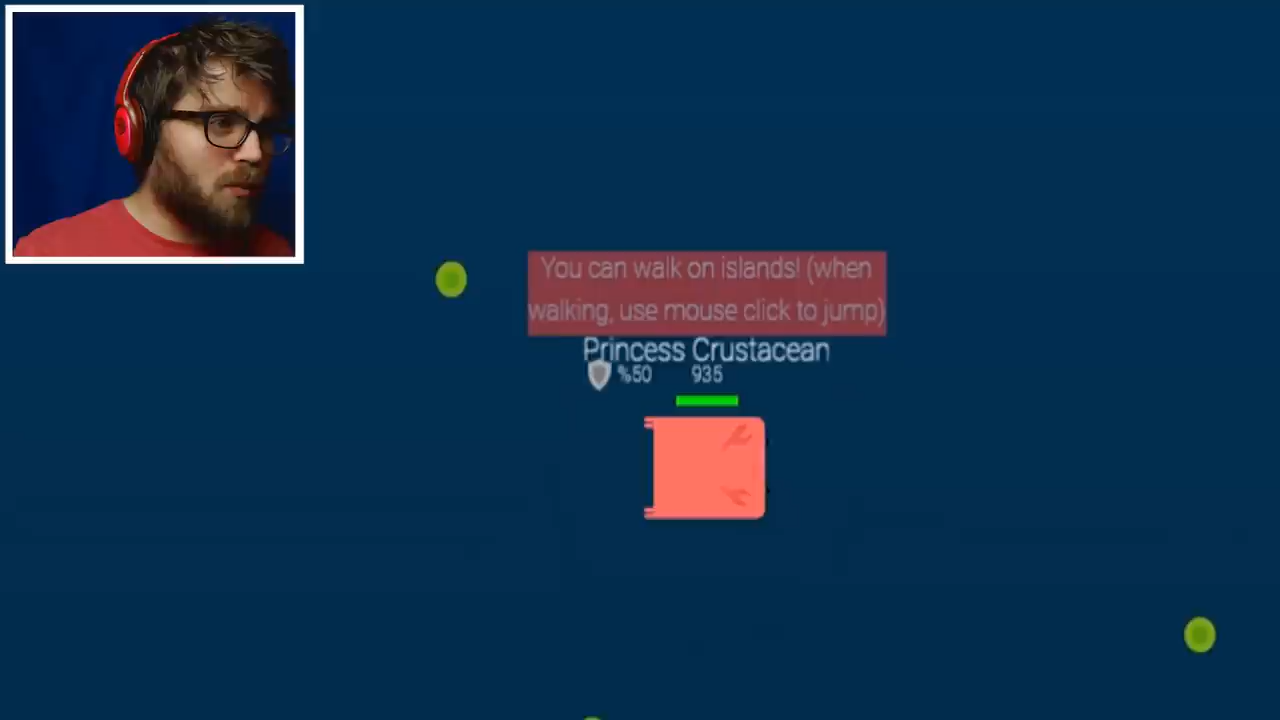 You can walk on islands! (when
walking, use mouse click to jump)
Princess Crustacean
%50 935